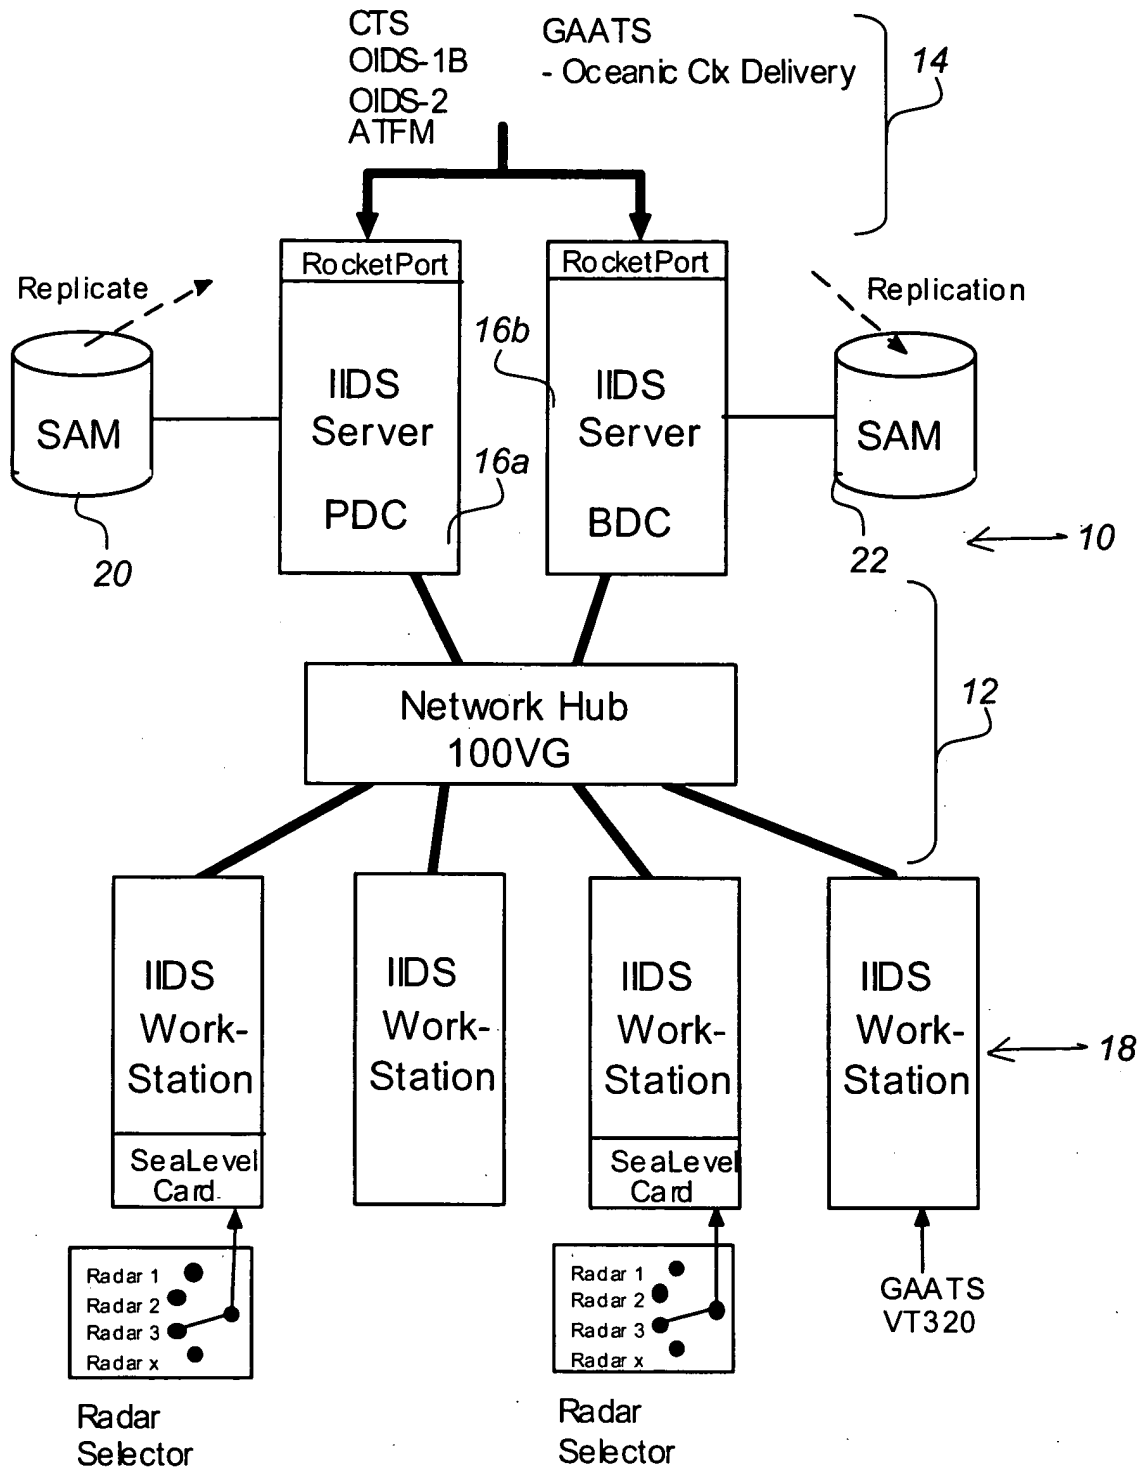 CTS
OIDS-1B
OIDS-2
ATFM
GAATS
- Oceanic Clx Delivery
14
RocketPort
RocketPort
Replicate
Replication
16b
IIDS
Server
PDC
IIDS
Server
BDC
SAM
SAM
16a
20
22
10
Network Hub
100VG
12
IIDS
Work-
Station
IIDS
Work-
Station
IIDS
Work-
Station
IIDS
Work-
Station
18
SeaLevel
Card
SeaLevel
Card
Radar 1
Radar 2
Radar 3
Radar x
Radar 1
Radar 2
Radar 3
Radar x
GAATS
VT320
Radar
Selector
Radar
Selector